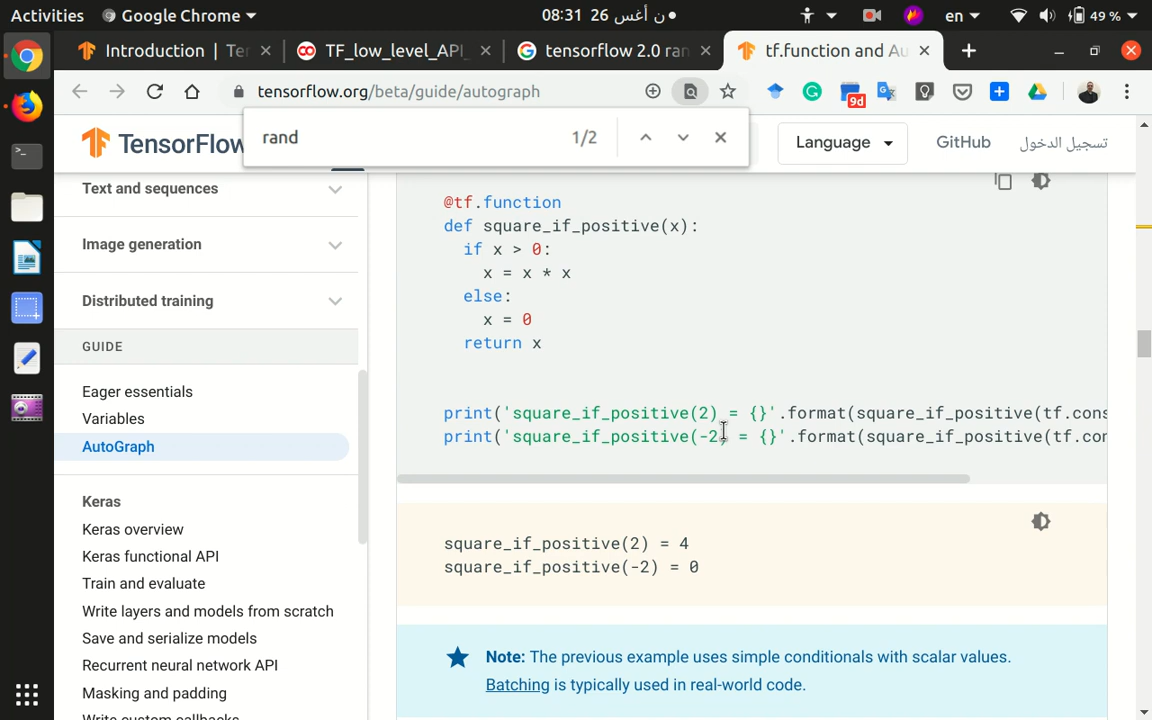 Activities
Google Chrome
ن أغس 26 08:31
en
49 %
Introduction | Te
TF_low_level_API_
tensorflow 2.0 ran
tf.function and Au
tensorflow.org/beta/guide/autograph
9d
rand
1/2
TensorFlow
Language
GitHub
تسجيل الدخول
Text and sequences
Image generation
Distributed training
GUIDE
Eager essentials
Variables
AutoGraph
Keras
Keras overview
Keras functional API
Train and evaluate
Write layers and models from scratch
Save and serialize models
Recurrent neural network API
Masking and padding
Write custom callbacks
@tf.function
def square_if_positive(x):
if x > 0:
x = x * x
else:
x = 0
return x
print('square_if_positive(2) = {}'.format(square_if_positive(tf.cons
print('square_if_positive(-2) = {}'.format(square_if_positive(tf.con
square_if_positive(2) = 4
square_if_positive(-2) = 0
Note: The previous example uses simple conditionals with scalar values.
Batching is typically used in real-world code.